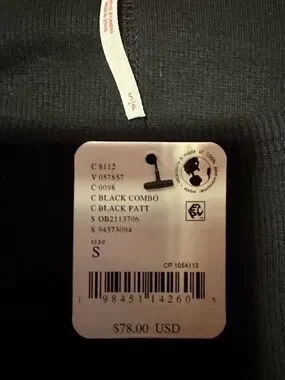 S/P
C 8112
V 057857
C 0098
C BLACK COMBO
C BLACK PATT
S OB2113706
S 94573094
size
S
CP 1054113
1 98451 14260 5
$78.00 USD